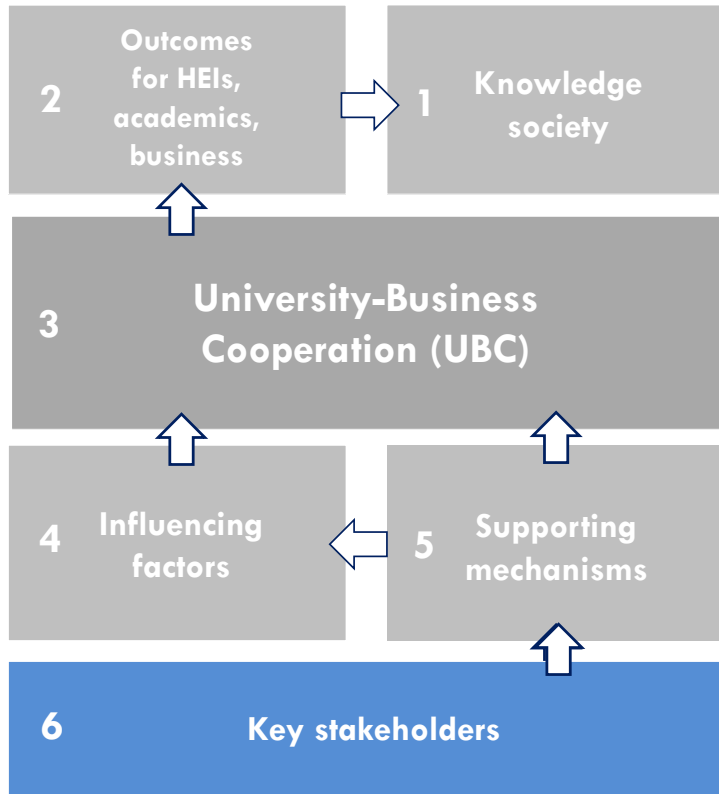 2
Outcomes
for HEIs,
academics,
business
1
Knowledge
society
3
University-Business
Cooperation (UBC)
4
Influencing
factors
5
Supporting
mechanisms
6
Key stakeholders